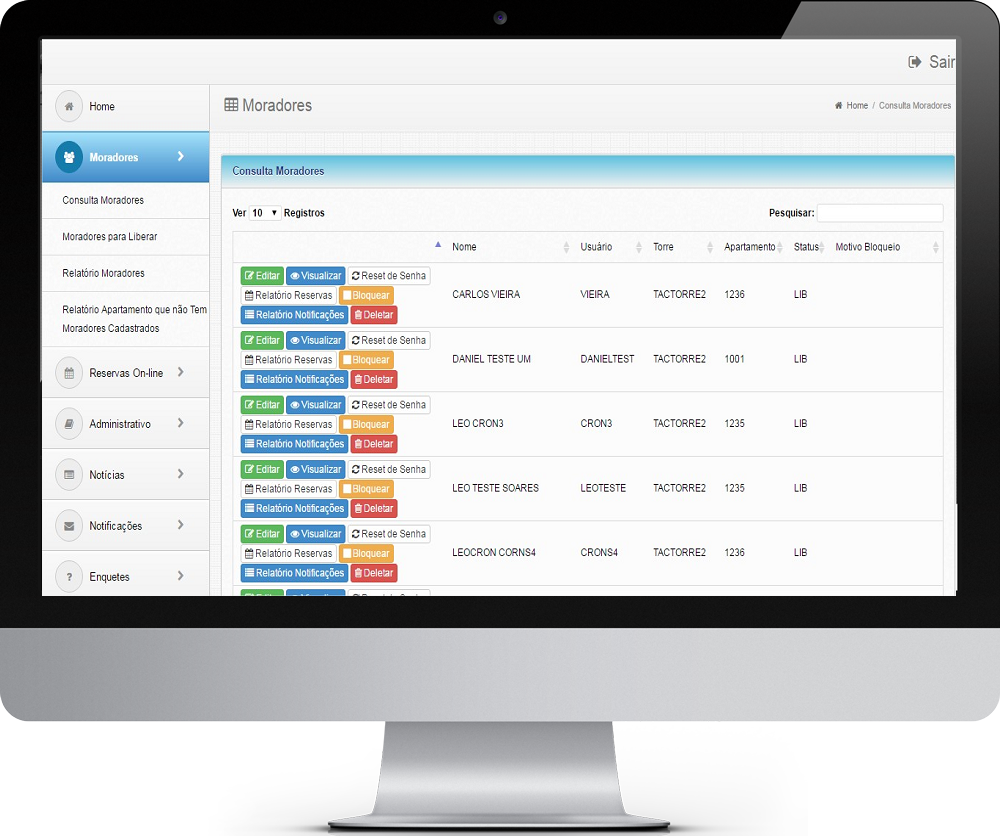 Sair
Home
Moradores
Consulta Moradores
Moradores para Liberar
Relatório Moradores
Relatório Apartamento que não Tem
Moradores Cadastrados
Reservas On-line
Administrativo
Notícias
Notificações
? Enquetes
Moradores
Home / Consulta Moradores
Consulta Moradores
Ver 10 Registros
Pesquisar:
Nome Usuário Torre Apartamento Status Motivo Bloqueio
Editar Visualizar Reset de Senha
Relatório Reservas Bloquear
Relatório Notificações Deletar
CARLOS VIEIRA VIEIRA TACTORRE2 1236 LIB
Editar Visualizar Reset de Senha
Relatório Reservas Bloquear
Relatório Notificações Deletar
DANIEL TESTE UM DANIELTEST TACTORRE2 1001 LIB
Editar Visualizar Reset de Senha
Relatório Reservas Bloquear
Relatório Notificações Deletar
LEO CRON3 CRON3 TACTORRE2 1235 LIB
Editar Visualizar Reset de Senha
Relatório Reservas Bloquear
Relatório Notificações Deletar
LEO TESTE SOARES LEOTESTE TACTORRE2 1235 LIB
Editar Visualizar Reset de Senha
Relatório Reservas Bloquear
Relatório Notificações Deletar
LEOCRON CORNS4 CRONS4 TACTORRE2 1236 LIB